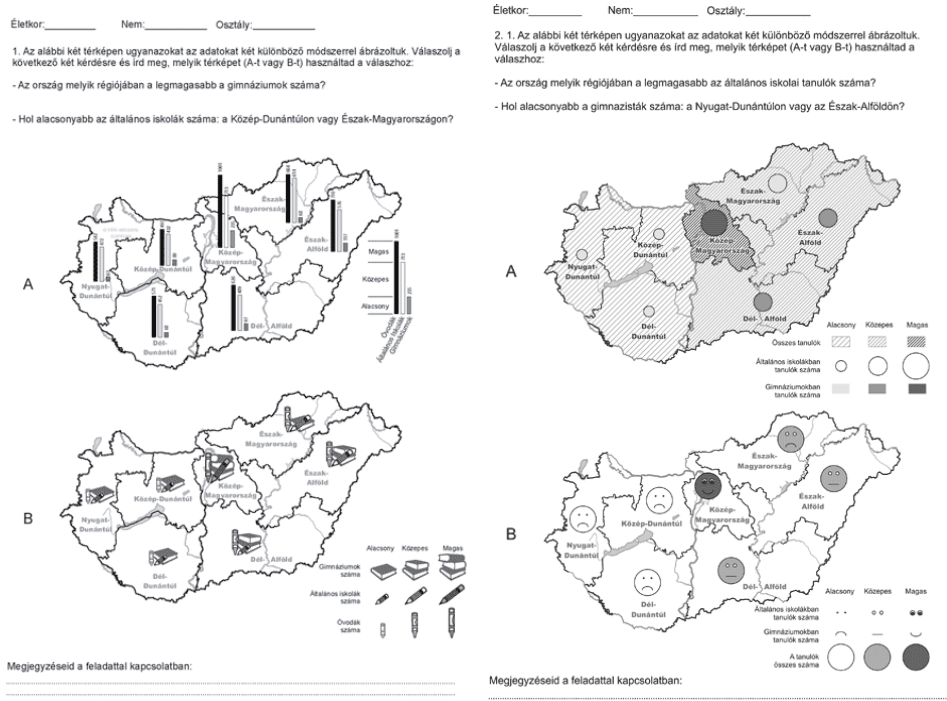 Életkor:_________ Nem:__________ Osztály:___________
1. Az alábbi két térképen ugyanazokat az adatokat két különböző módszerrel ábrázoltuk. Válaszolj a
következő két kérdésre és írd meg, melyik térképet (A-t vagy B-t) használtad a válaszhoz:
- Az ország melyik régiójában a legmagasabb a gimnáziumok száma?
- Hol alacsonyabb az általános iskolák száma: a Közép-Dunántúlon vagy Észak-Magyarországon?
A
Észak-
Magyarország
Észak-
Alföld
Közép-
Magyarország
Közép-Dunántúl
Nyugat-
Dunántúl
Dél-
Dunántúl
Dél- Alföld
Magas
Közepes
Alacsony
Óvodák
Általános iskolák
Gimnáziumok
B
Észak-
Magyarország
Észak-
Alföld
Közép-
Magyarország
Közép-Dunántúl
Nyugat-
Dunántúl
Dél-
Dunántúl
Dél- Alföld
Alacsony Közepes Magas
Gimnáziumok
száma
Általános iskolák
száma
Óvodák
száma
Megjegyzéseid a feladattal kapcsolatban:
Életkor:_________ Nem:__________ Osztály:___________
2. 1. Az alábbi két térképen ugyanazokat az adatokat két különböző módszerrel ábrázoltuk.
Válaszolj a következő két kérdésre és írd meg, melyik térképet (A-t vagy B-t) használtad a
válaszhoz:
- Az ország melyik régiójában a legmagasabb az általános iskolai tanulók száma?
- Hol alacsonyabb a gimnazisták száma: a Nyugat-Dunántúlon vagy az Észak-Alföldön?
A
Észak-
Magyarország
Észak-
Alföld
Közép-
Magyarország
Közép-
Dunántúl
Nyugat-
Dunántúl
Dél-
Dunántúl
Dél- Alföld
Alacsony Közepes Magas
Összes tanulók
Általános iskolákban
tanulók száma
Gimnáziumokban
tanulók száma
B
Észak-
Magyarország
Észak-
Alföld
Közép-
Magyarország
Közép-Dunántúl
Nyugat-
Dunántúl
Dél-
Dunántúl
Dél- Alföld
Alacsony Közepes Magas
Általános iskolákban
tanulók száma
Gimnáziumokban
tanulók száma
A tanulók
összes száma
Megjegyzéseid a feladattal kapcsolatban: